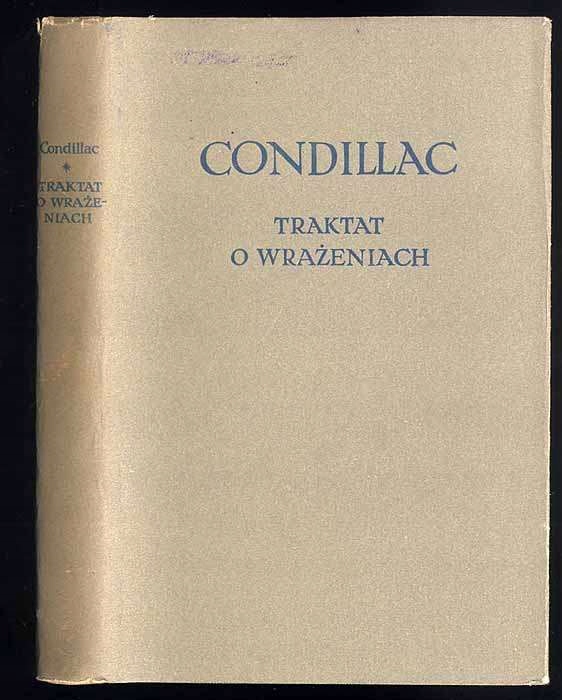 Condillac
*
TRAKTAT
O WRAŻE-
NIACH
CONDILLAC
TRAKTAT
O WRAŻENIACH